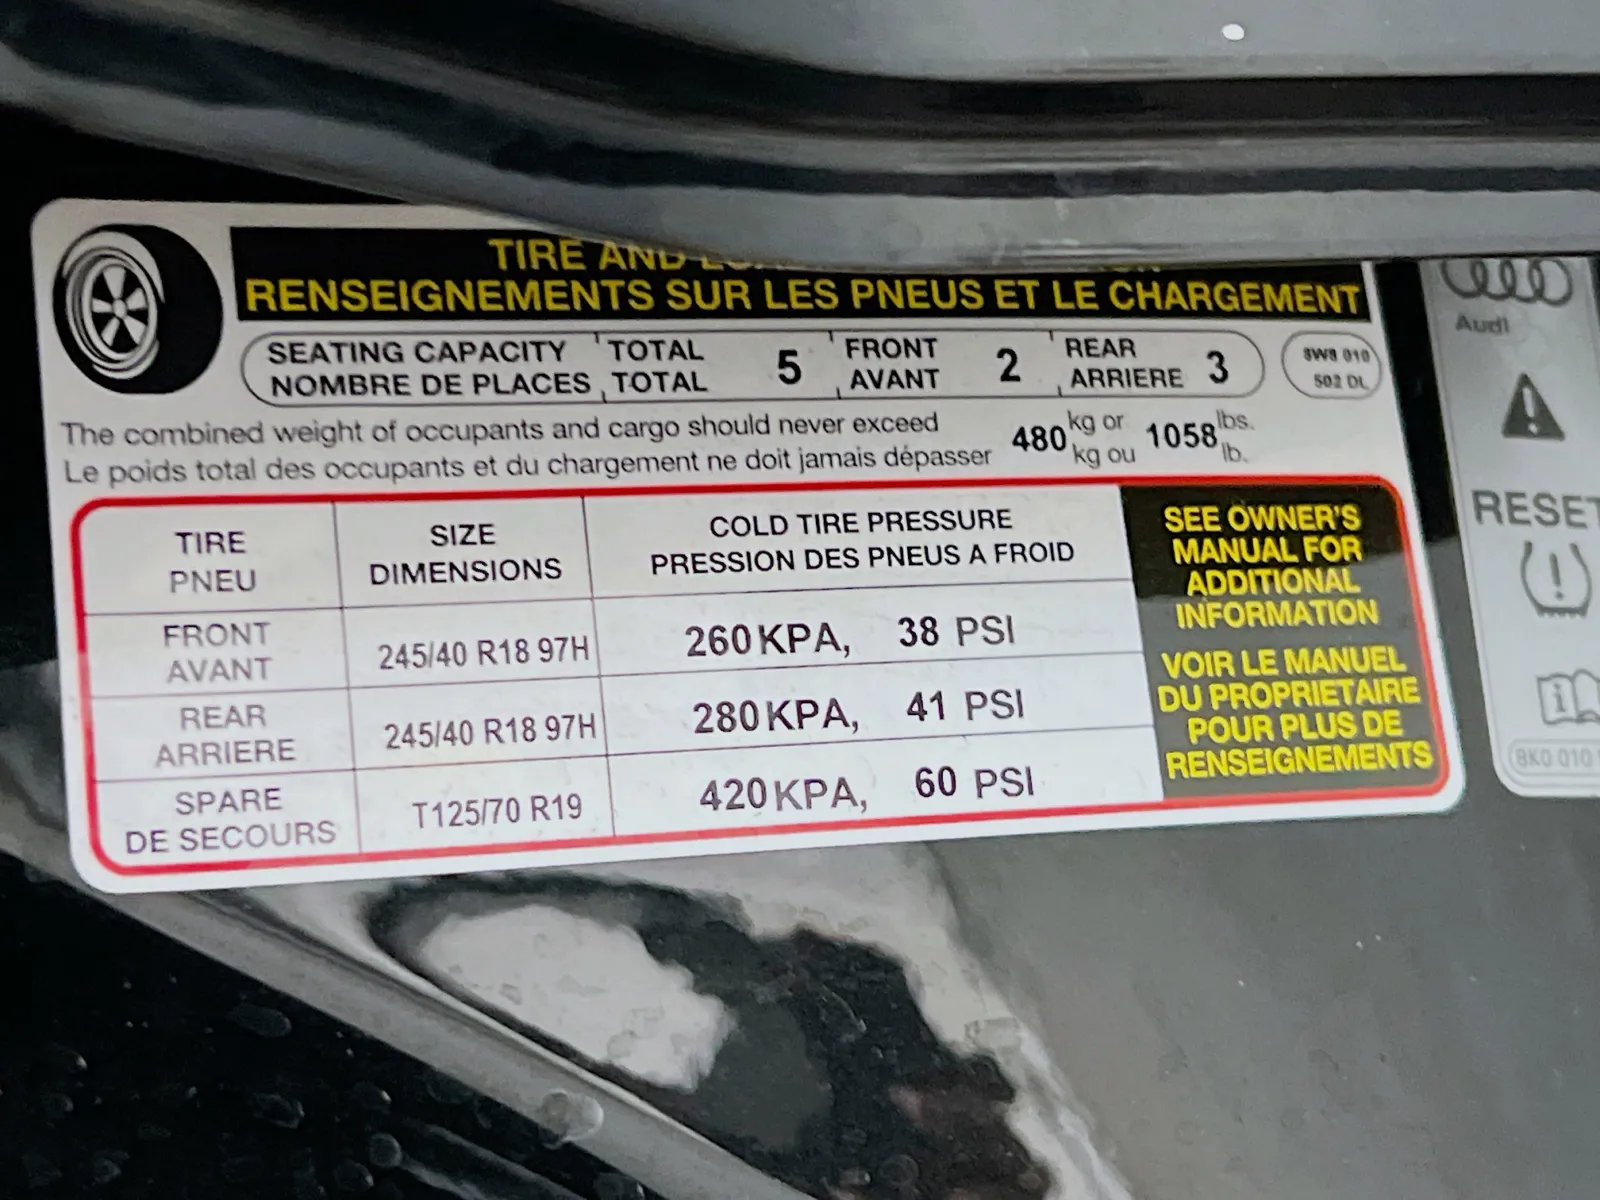 TIRE AND
RENSEIGNEMENTS SUR LES PNEUS ET LE CHARGEMENT
SEATING CAPACITY TOTAL 5 FRONT 2 REAR 3
NOMBRE DE PLACES TOTAL AVANT ARRIERE
8W8 010
502 DL
The combined weight of occupants and cargo should never exceed 480 kg or 1058 lbs.
Le poids total des occupants et du chargement ne doit jamais dépasser kg ou lb.
TIRE
PNEU
SIZE
DIMENSIONS
COLD TIRE PRESSURE
PRESSION DES PNEUS A FROID
FRONT
AVANT
245/40 R18 97H
260 KPA, 38 PSI
REAR
ARRIERE
245/40 R18 97H
280 KPA, 41 PSI
SPARE
DE SECOURS
T125/70 R19
420 KPA, 60 PSI
SEE OWNER'S
MANUAL FOR
ADDITIONAL
INFORMATION
VOIR LE MANUEL
DU PROPRIETAIRE
POUR PLUS DE
RENSEIGNEMENTS
Audi
RESET
8K0 010